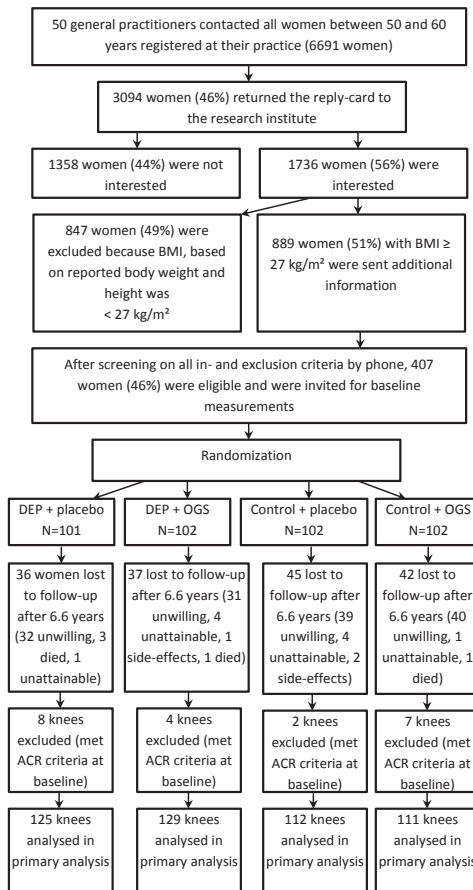 50 general practitioners contacted all women between 50 and 60
years registered at their practice (6691 women)
3094 women (46%) returned the reply-card to
the research institute
1358 women (44%) were not
interested
1736 women (56%) were
interested
847 women (49%) were
excluded because BMI, based
on reported body weight and
height was
< 27 kg/m²
889 women (51%) with BMI ≥
27 kg/m² were sent additional
information
After screening on all in- and exclusion criteria by phone, 407
women (46%) were eligible and were invited for baseline
measurements
Randomization
DEP + placebo
N=101
DEP + OGS
N=102
Control + placebo
N=102
Control + OGS
N=102
36 women lost
to follow-up
after 6.6 years
(32 unwilling, 3
died, 1
unattainable)
37 lost to follow-up
after 6.6 years (31
unwilling, 4
unattainable, 1
side-effects, 1 died)
45 lost to
follow-up after
6.6 years (39
unwilling, 4
unattainable, 2
side-effects)
42 lost to
follow-up after
6.6 years (40
unwilling, 1
unattainable, 1
died)
8 knees
excluded (met
ACR criteria at
baseline)
4 knees
excluded (met
ACR criteria at
baseline)
2 knees
excluded (met
ACR criteria at
baseline)
7 knees
excluded (met
ACR criteria at
baseline)
125 knees
analysed in
primary analysis
129 knees
analysed in
primary analysis
112 knees
analysed in
primary analysis
111 knees
analysed in
primary analysis